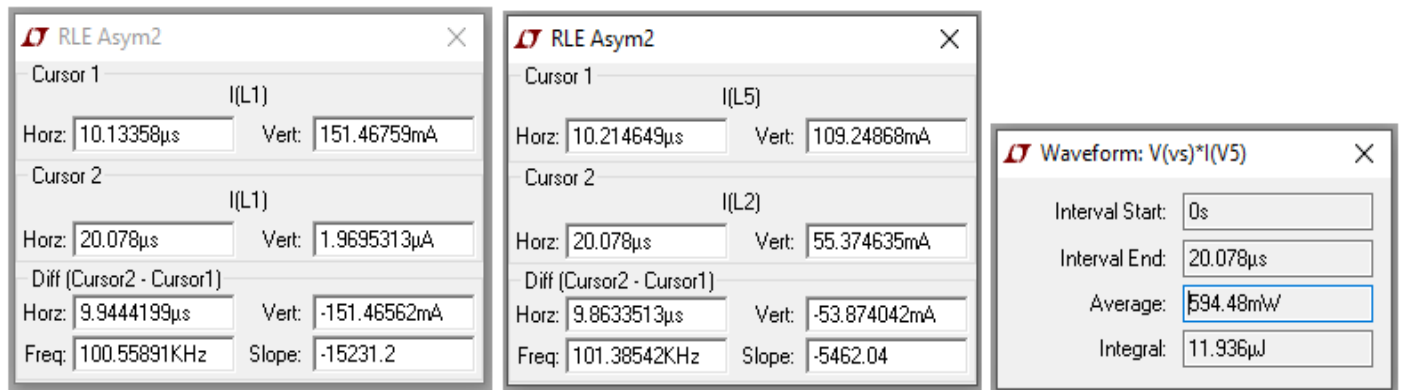 RLE Asym2
Cursor 1
I(L1)
Horz: 10.13358µs Vert: 151.46759mA
Cursor 2
I(L1)
Horz: 20.078µs Vert: 1.9695313µA
Diff (Cursor2 - Cursor1)
Horz: 9.9444199µs Vert: -151.46562mA
Freq: 100.55891KHz Slope: -15231.2
RLE Asym2
Cursor 1
I(L5)
Horz: 10.214649µs Vert: 109.24868mA
Cursor 2
I(L2)
Horz: 20.078µs Vert: 55.374635mA
Diff (Cursor2 - Cursor1)
Horz: 9.8633513µs Vert: -53.874042mA
Freq: 101.38542KHz Slope: -5462.04
Waveform: V(vs)*I(V5)
Interval Start: 0s
Interval End: 20.078µs
Average: 594.48mW
Integral: 11.936µJ